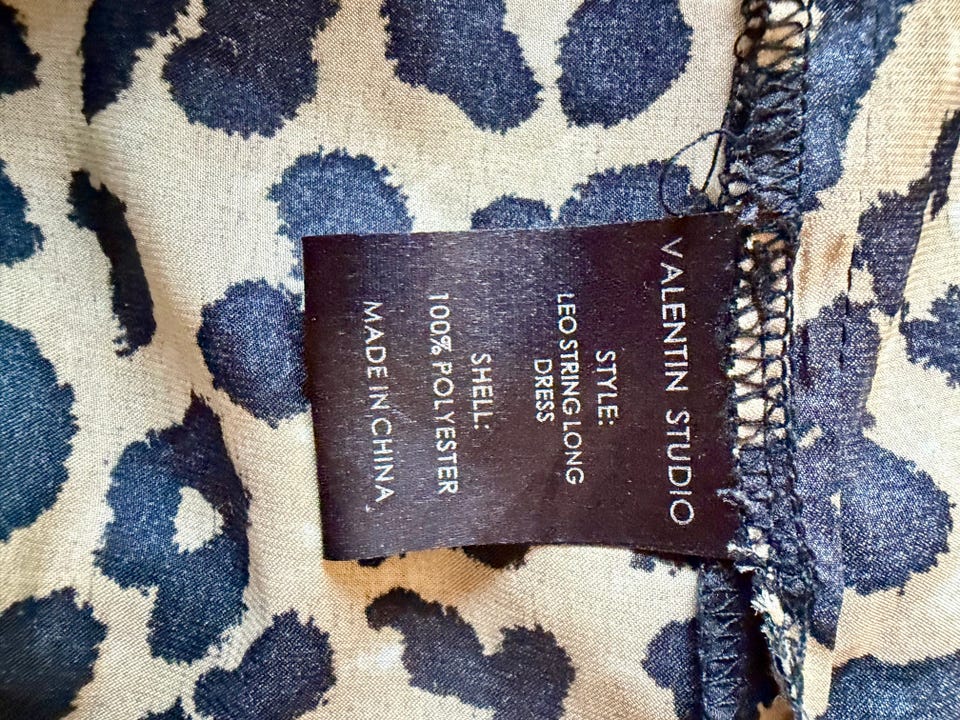 VALENTIN STUDIO
STYLE:
LEO STRING LONG
DRESS
SHELL:
100% POLYESTER
MADE IN CHINA